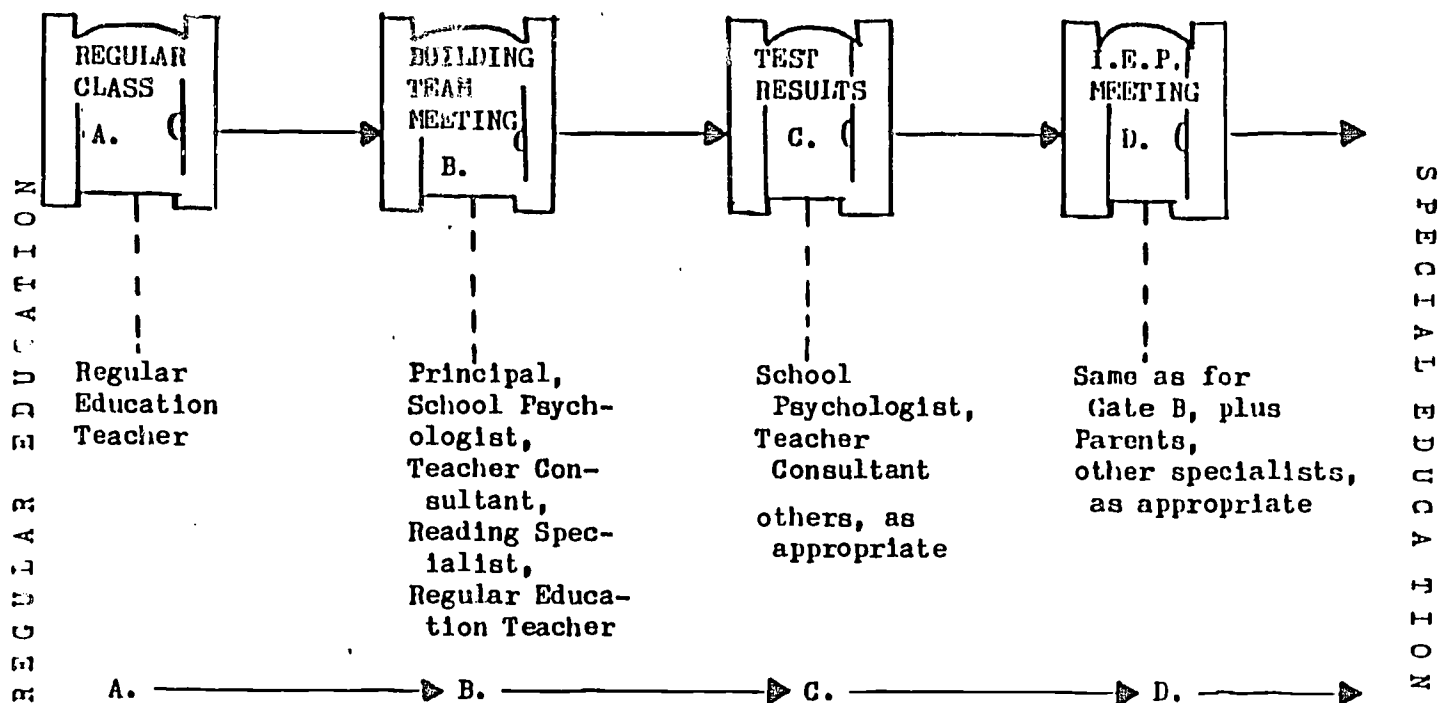 REGULAR
CLASS
A.
BUILDING
TEAM
MEETING
B.
TEST
RESULTS
C.
I.E.P.
MEETING
D.
REGULAR EDUCATION
Regular
Education
Teacher
Principal,
School Psych-
ologist,
Teacher Con-
sultant,
Reading Spec-
ialist,
Regular Educa-
tion Teacher
School
Psychologist,
Teacher
Consultant
others, as
appropriate
Same as for
Gate B, plus
Parents,
other specialists,
as appropriate
SPECIAL EDUCATION
A. B. C. D.